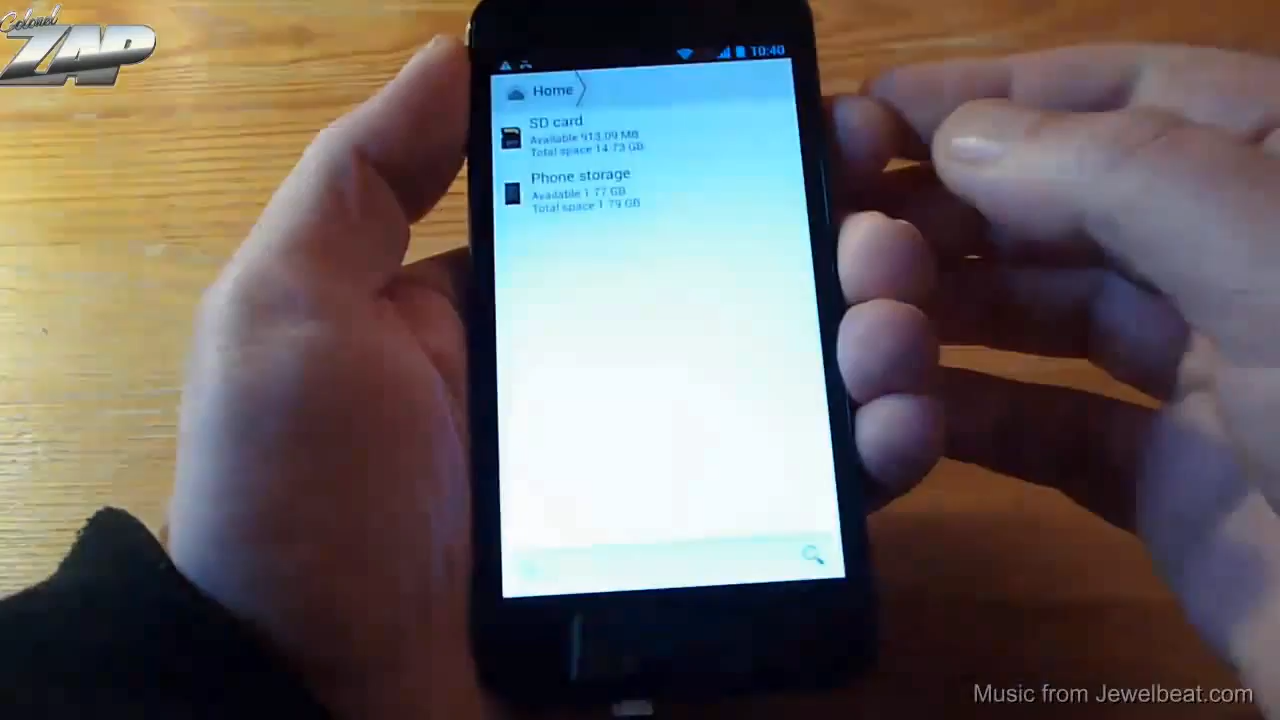 Colonel
ZAP
10:40
Home
SD card
Available 913.09 MB
Total space 14.73 GB
Phone storage
Available 1.77 GB
Total space 1.79 GB
Music from Jewelbeat.com